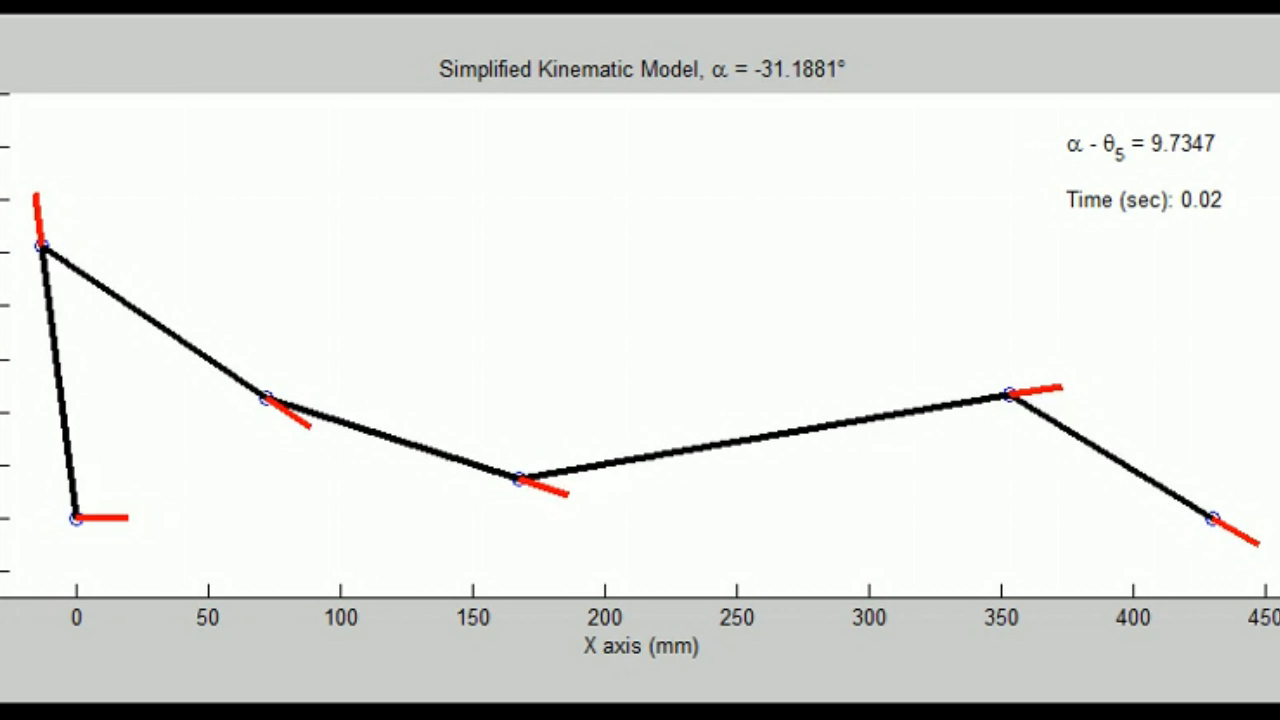 Simplified Kinematic Model, α = -31.1881°
α - θ5 = 9.7347
Time (sec): 0.02
0 50 100 150 200 250 300 350 400 450
X axis (mm)